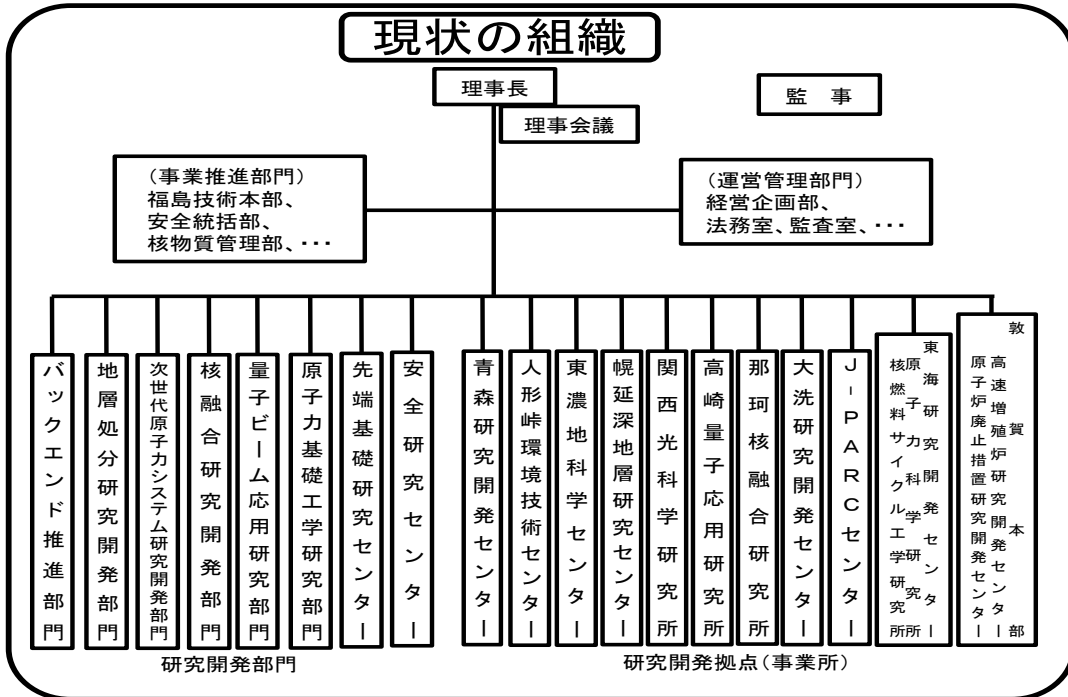 現状の組織
理事長
監　事
理事会議
(事業推進部門)
福島技術本部、
安全統括部、
核物質管理部、・・・
(運営管理部門)
経営企画部、
法務室、監査室、・・・
バックエンド推進部門
地層処分研究開発部門
次世代原子力システム研究開発部門
核融合研究開発部門
量子ビーム応用研究部門
原子力基礎工学研究部門
先端基礎研究センター
安全研究センター
青森研究開発センター
人形峠環境技術センター
東濃地科学センター
幌延深地層研究センター
関西光科学研究所
高崎量子応用研究所
那珂核融合研究所
大洗研究開発センター
J-PARCセンター
東海研究開発センター
原子力科学研究所
核燃料サイクル工学研究所
敦賀本部
高速増殖炉研究開発センター
原子炉廃止措置研究開発センター
研究開発部門
研究開発拠点(事業所)